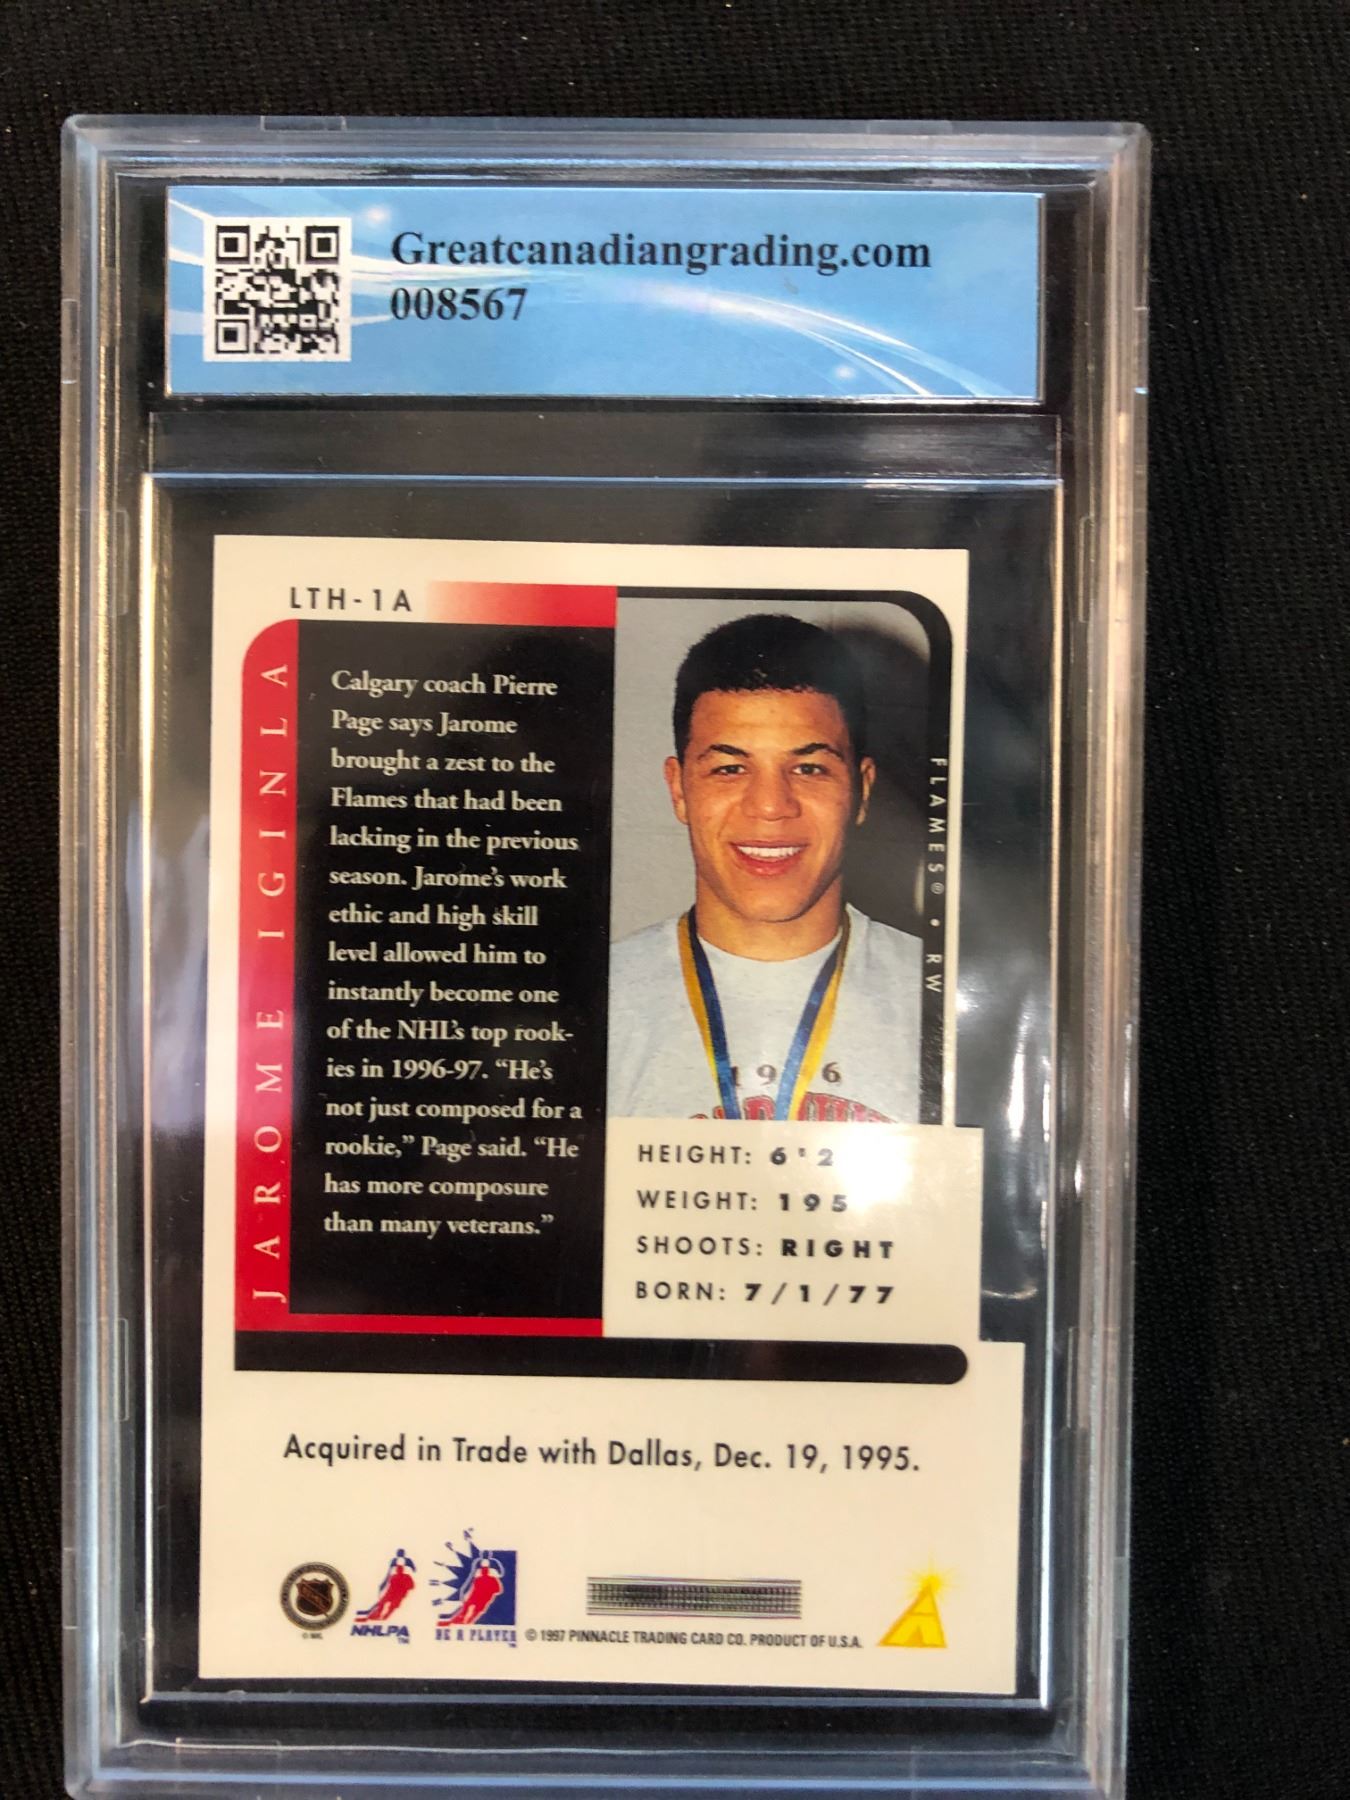 Greatcanadiangrading.com
008567
LTH-1A
JAROME IGINLA
Calgary coach Pierre
Page says Jarome
brought a zest to the
Flames that had been
lacking in the previous
season. Jarome's work
ethic and high skill
level allowed him to
instantly become one
of the NHL's top rook-
ies in 1996-97. "He's
not just composed for a
rookie," Page said. "He
has more composure
than many veterans."
FLAMES® • RW
HEIGHT: 6'2
WEIGHT: 195
SHOOTS: RIGHT
BORN: 7/1/77
Acquired in Trade with Dallas, Dec. 19, 1995.
© NHL
NHLPA™
BE A PLAYER™
© 1997 PINNACLE TRADING CARD CO. PRODUCT OF U.S.A.